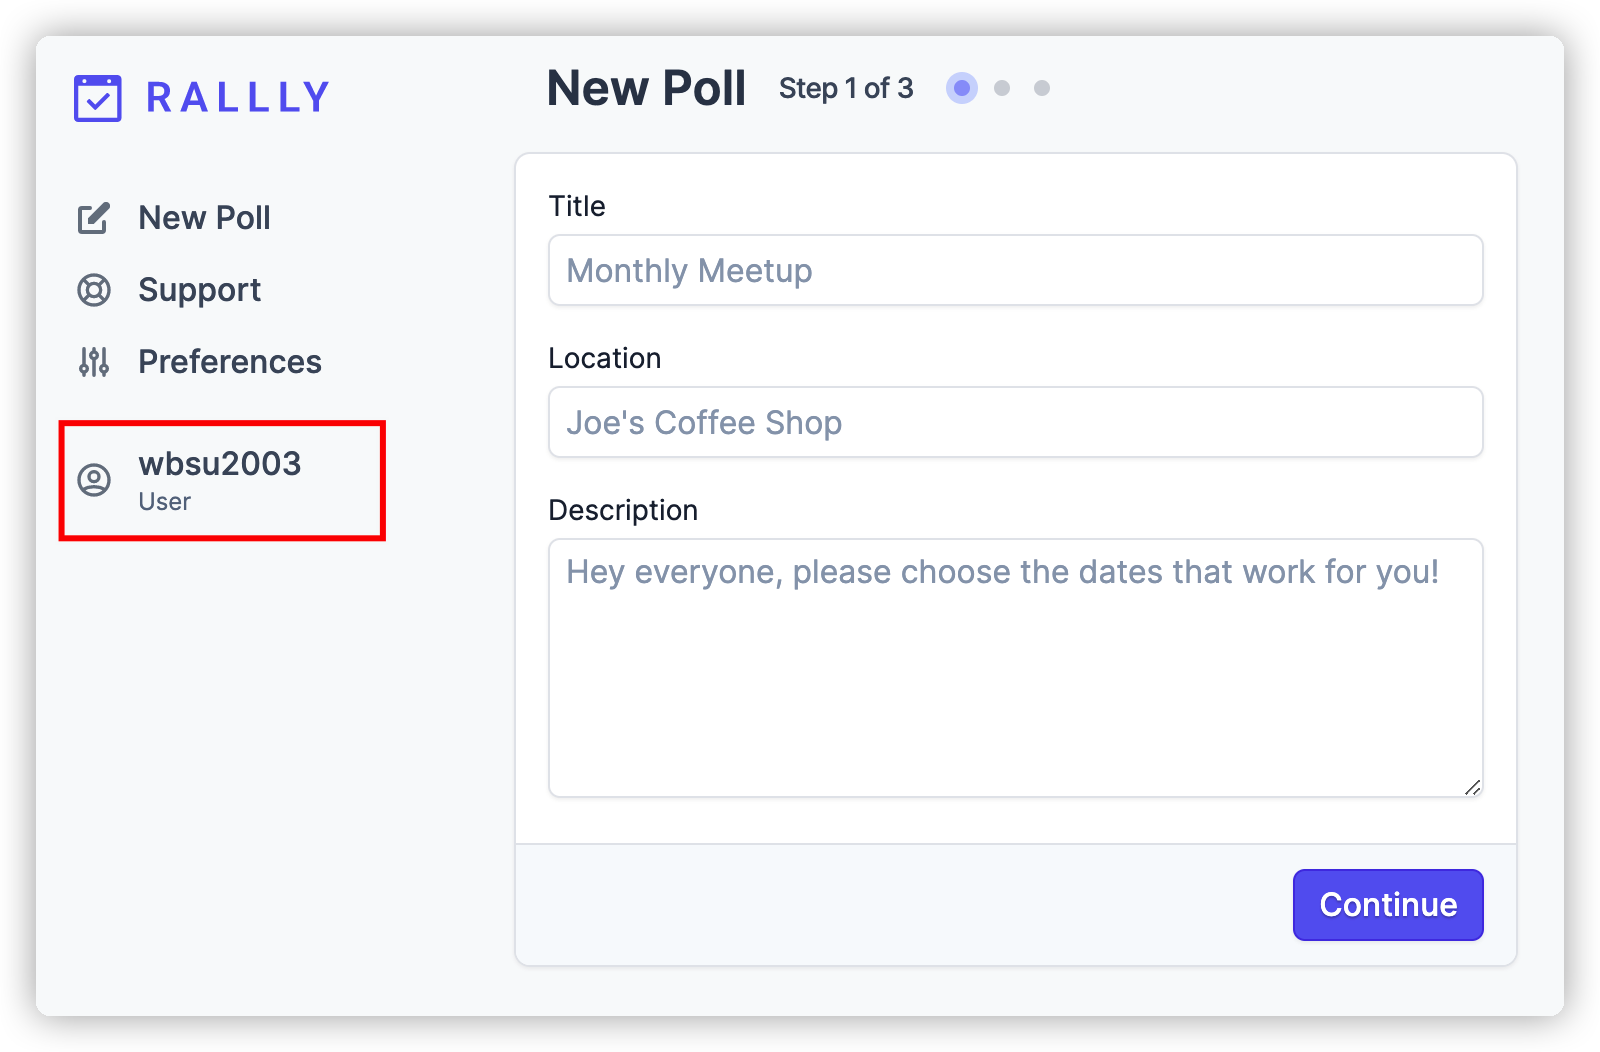 RALLLY
New Poll
Support
Preferences
wbsu2003
User
New Poll Step 1 of 3
Title
Monthly Meetup
Location
Joe's Coffee Shop
Description
Hey everyone, please choose the dates that work for you!
Continue